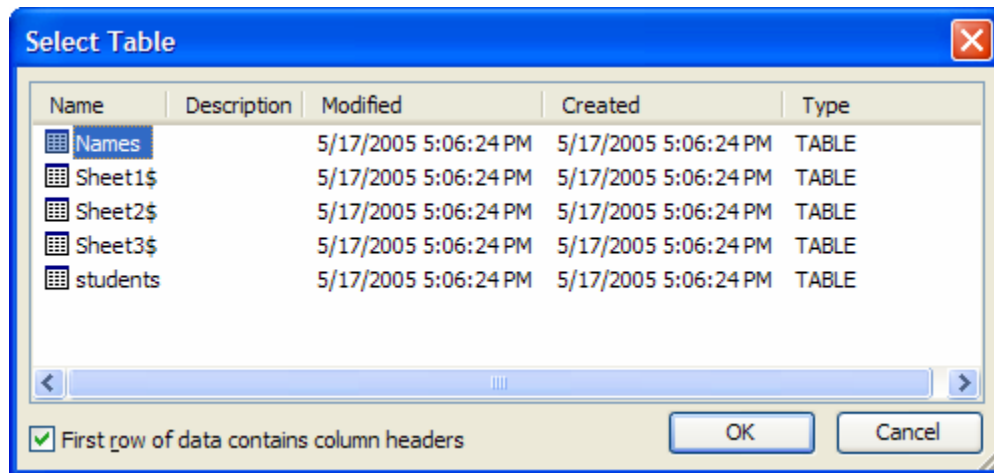 Select Table
Name Description Modified Created Type
Names 5/17/2005 5:06:24 PM 5/17/2005 5:06:24 PM TABLE
Sheet1$ 5/17/2005 5:06:24 PM 5/17/2005 5:06:24 PM TABLE
Sheet2$ 5/17/2005 5:06:24 PM 5/17/2005 5:06:24 PM TABLE
Sheet3$ 5/17/2005 5:06:24 PM 5/17/2005 5:06:24 PM TABLE
students 5/17/2005 5:06:24 PM 5/17/2005 5:06:24 PM TABLE
First row of data contains column headers OK Cancel